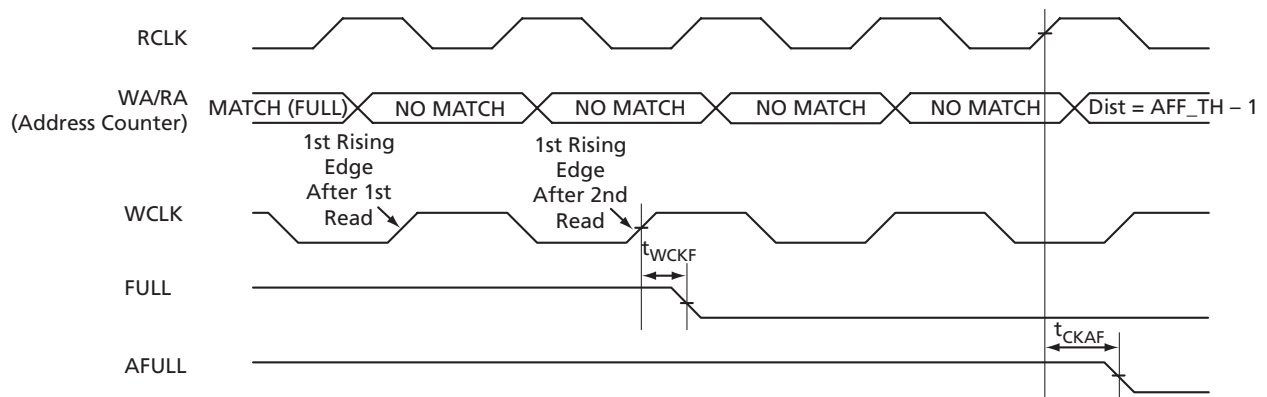 RCLK
WA/RA
(Address Counter)
MATCH (FULL)
NO MATCH
NO MATCH
NO MATCH
NO MATCH
Dist = AFF_TH – 1
1st Rising
Edge
After 1st
Read
1st Rising
Edge
After 2nd
Read
WCLK
tWCKF
FULL
tCKAF
AFULL